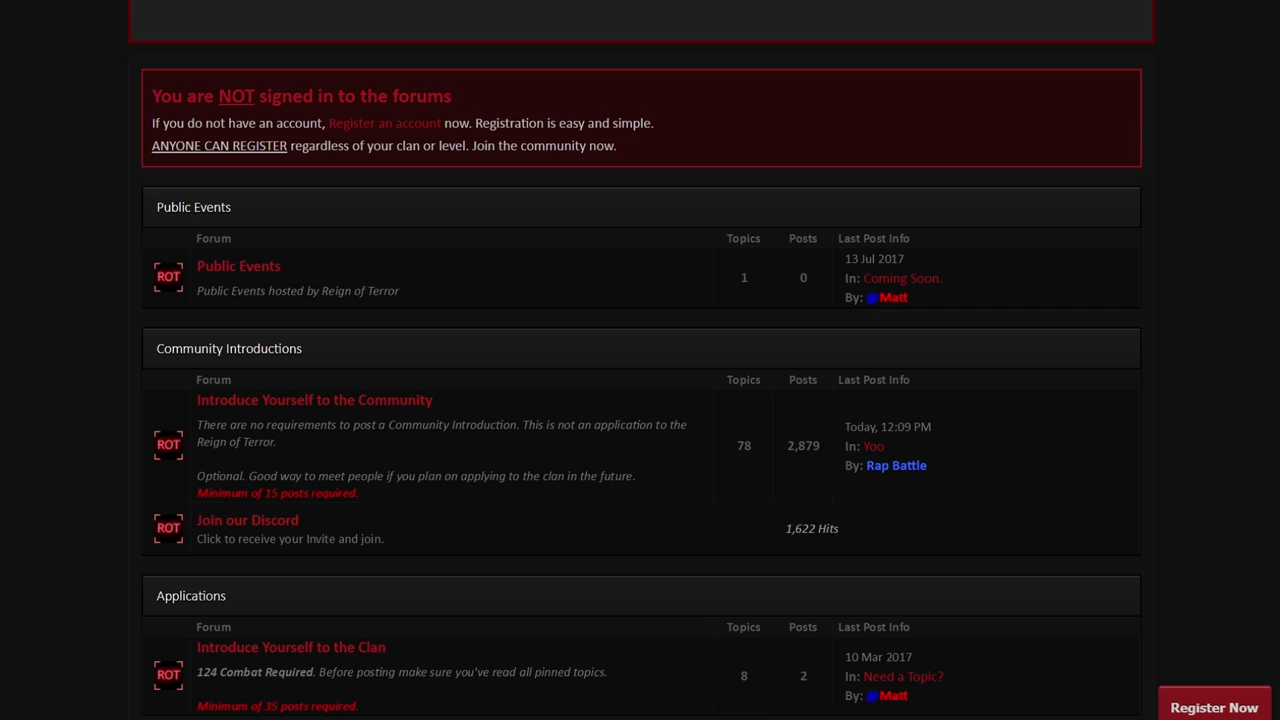 You are NOT signed in to the forums
If you do not have an account, Register an account now. Registration is easy and simple.
ANYONE CAN REGISTER regardless of your clan or level. Join the community now.
Public Events
Forum Topics Posts Last Post Info
ROT
Public Events
Public Events hosted by Reign of Terror
1 0
13 Jul 2017
In: Coming Soon.
By: Matt
Community Introductions
Forum Topics Posts Last Post Info
ROT
Introduce Yourself to the Community
There are no requirements to post a Community Introduction. This is not an application to the
Reign of Terror.
Optional. Good way to meet people if you plan on applying to the clan in the future.
Minimum of 15 posts required.
78 2,879
Today, 12:09 PM
In: Yoo
By: Rap Battle
ROT
Join our Discord
Click to receive your Invite and join.
1,622 Hits
Applications
Forum Topics Posts Last Post Info
ROT
Introduce Yourself to the Clan
124 Combat Required. Before posting make sure you've read all pinned topics.
Minimum of 35 posts required.
8 2
10 Mar 2017
In: Need a Topic?
By: Matt
Register Now